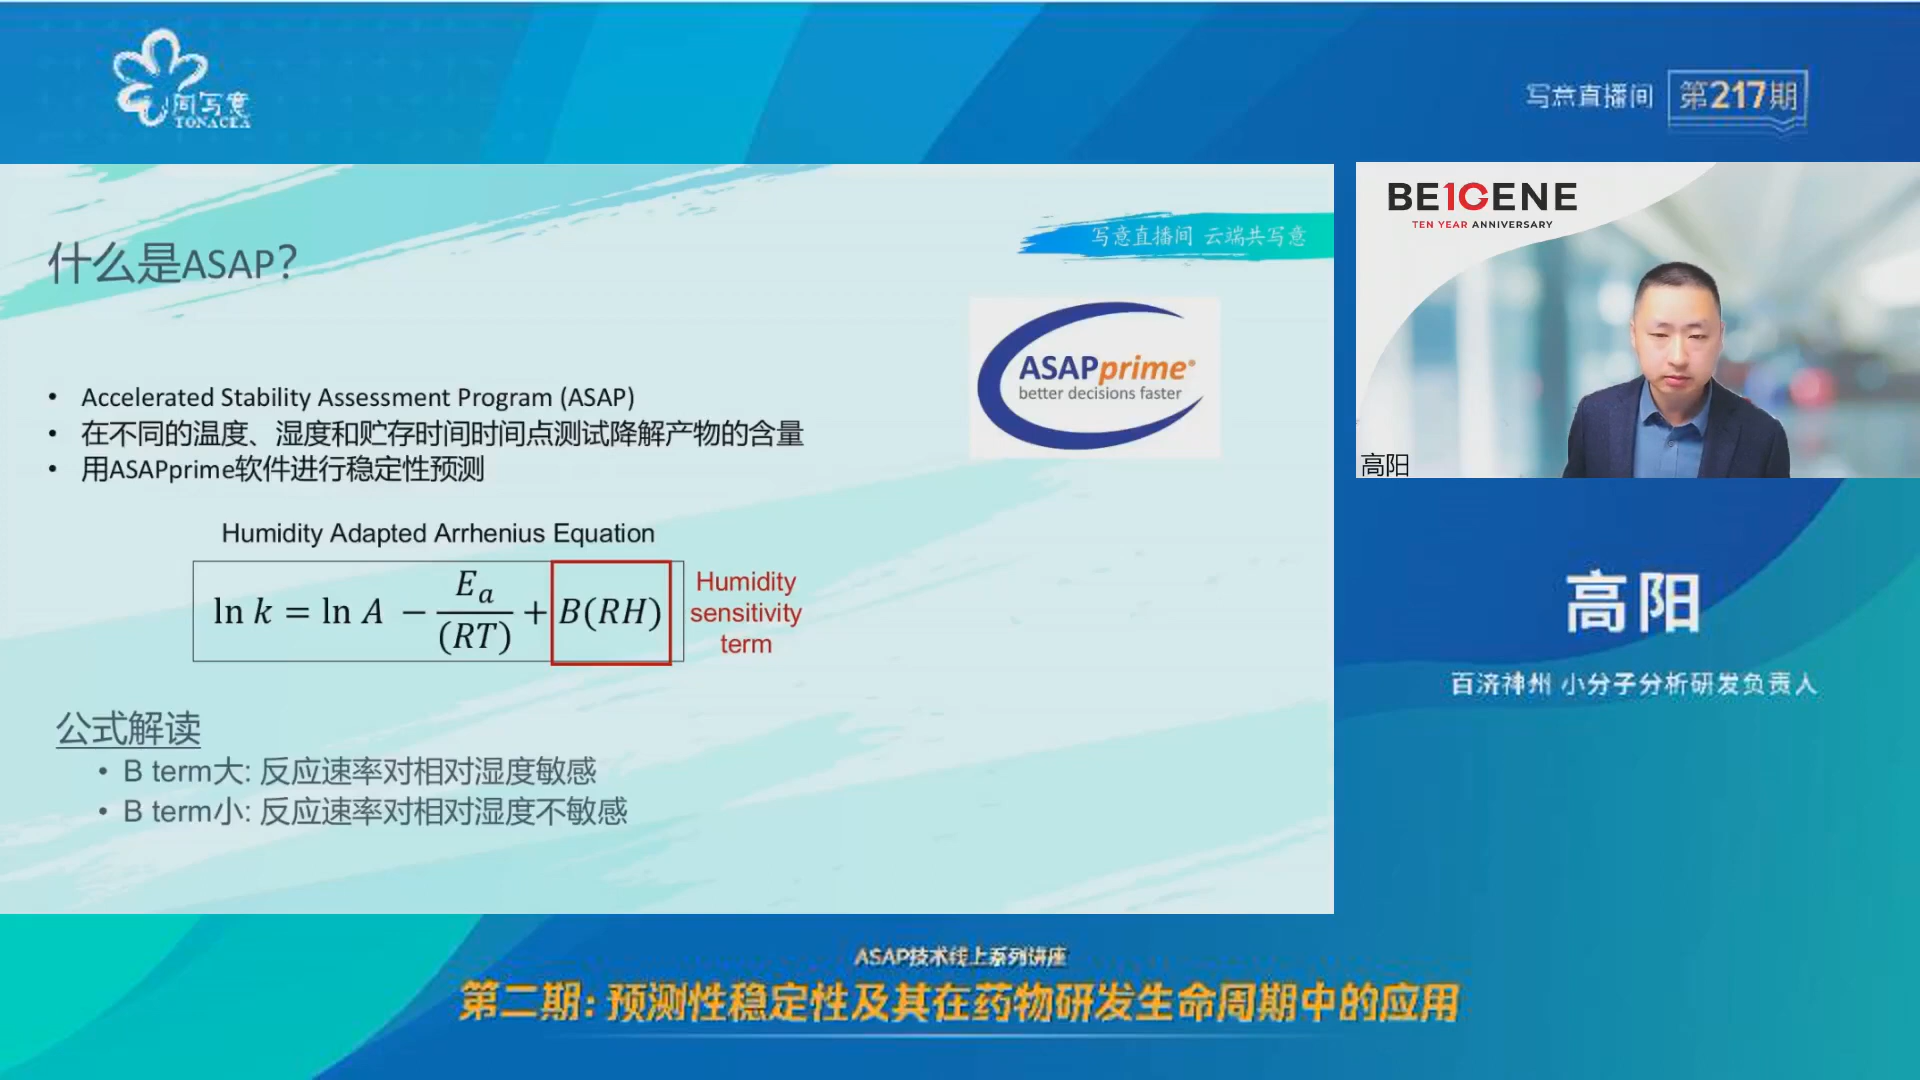 同写意
TONACEA
写意直播间 第217期
什么是ASAP?
写意直播间 云端共写意
ASAPprime®
better decisions faster
• Accelerated Stability Assessment Program (ASAP)
• 在不同的温度、湿度和贮存时间时间点测试降解产物的含量
• 用ASAPprime软件进行稳定性预测
Humidity Adapted Arrhenius Equation
ln k = ln A − E_a/(RT) + B(RH)
Humidity
sensitivity
term
公式解读
• B term大: 反应速率对相对湿度敏感
• B term小: 反应速率对相对湿度不敏感
BE1GENE
TEN YEAR ANNIVERSARY
高阳
高阳
百济神州 小分子分析研发负责人
ASAP技术线上系列讲座
第二期: 预测性稳定性及其在药物研发生命周期中的应用